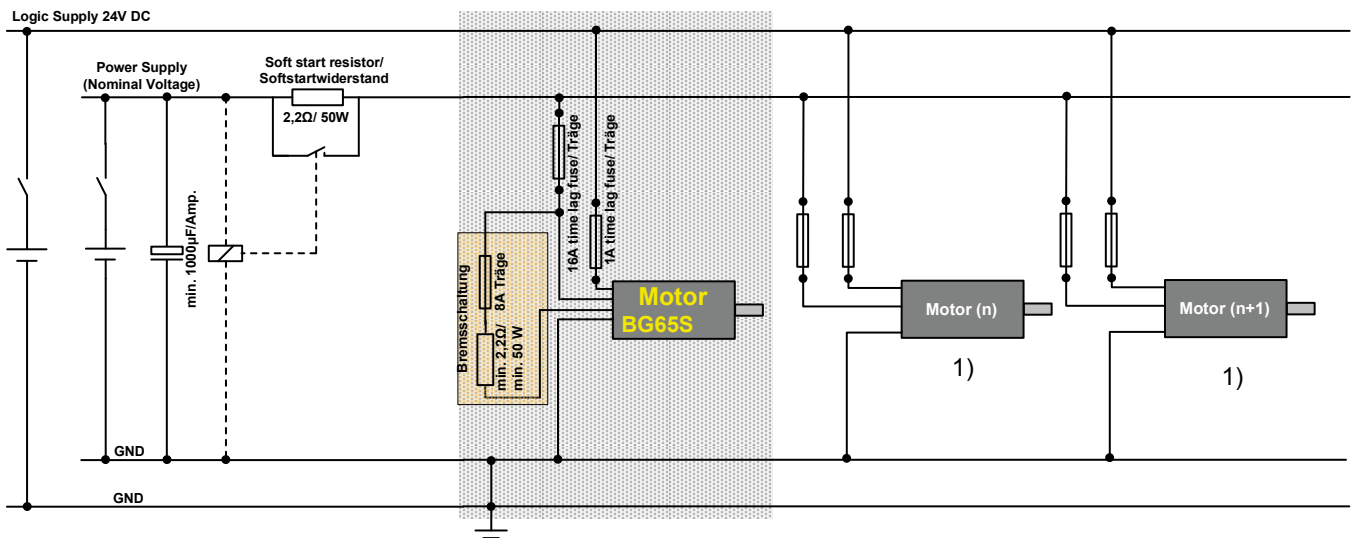 Logic Supply 24V DC
Power Supply
(Nominal Voltage)
Soft start resistor/
Softstartwiderstand
2,2Ω/ 50W
min. 1000µF/Amp.
16A time lag fuse/ Träge
1A time lag fuse/ Träge
Bremsschaltung
8A Träge
min. 2,2Ω/
min. 50 W
Motor
BG65S
Motor (n)
1)
Motor (n+1)
1)
GND
GND